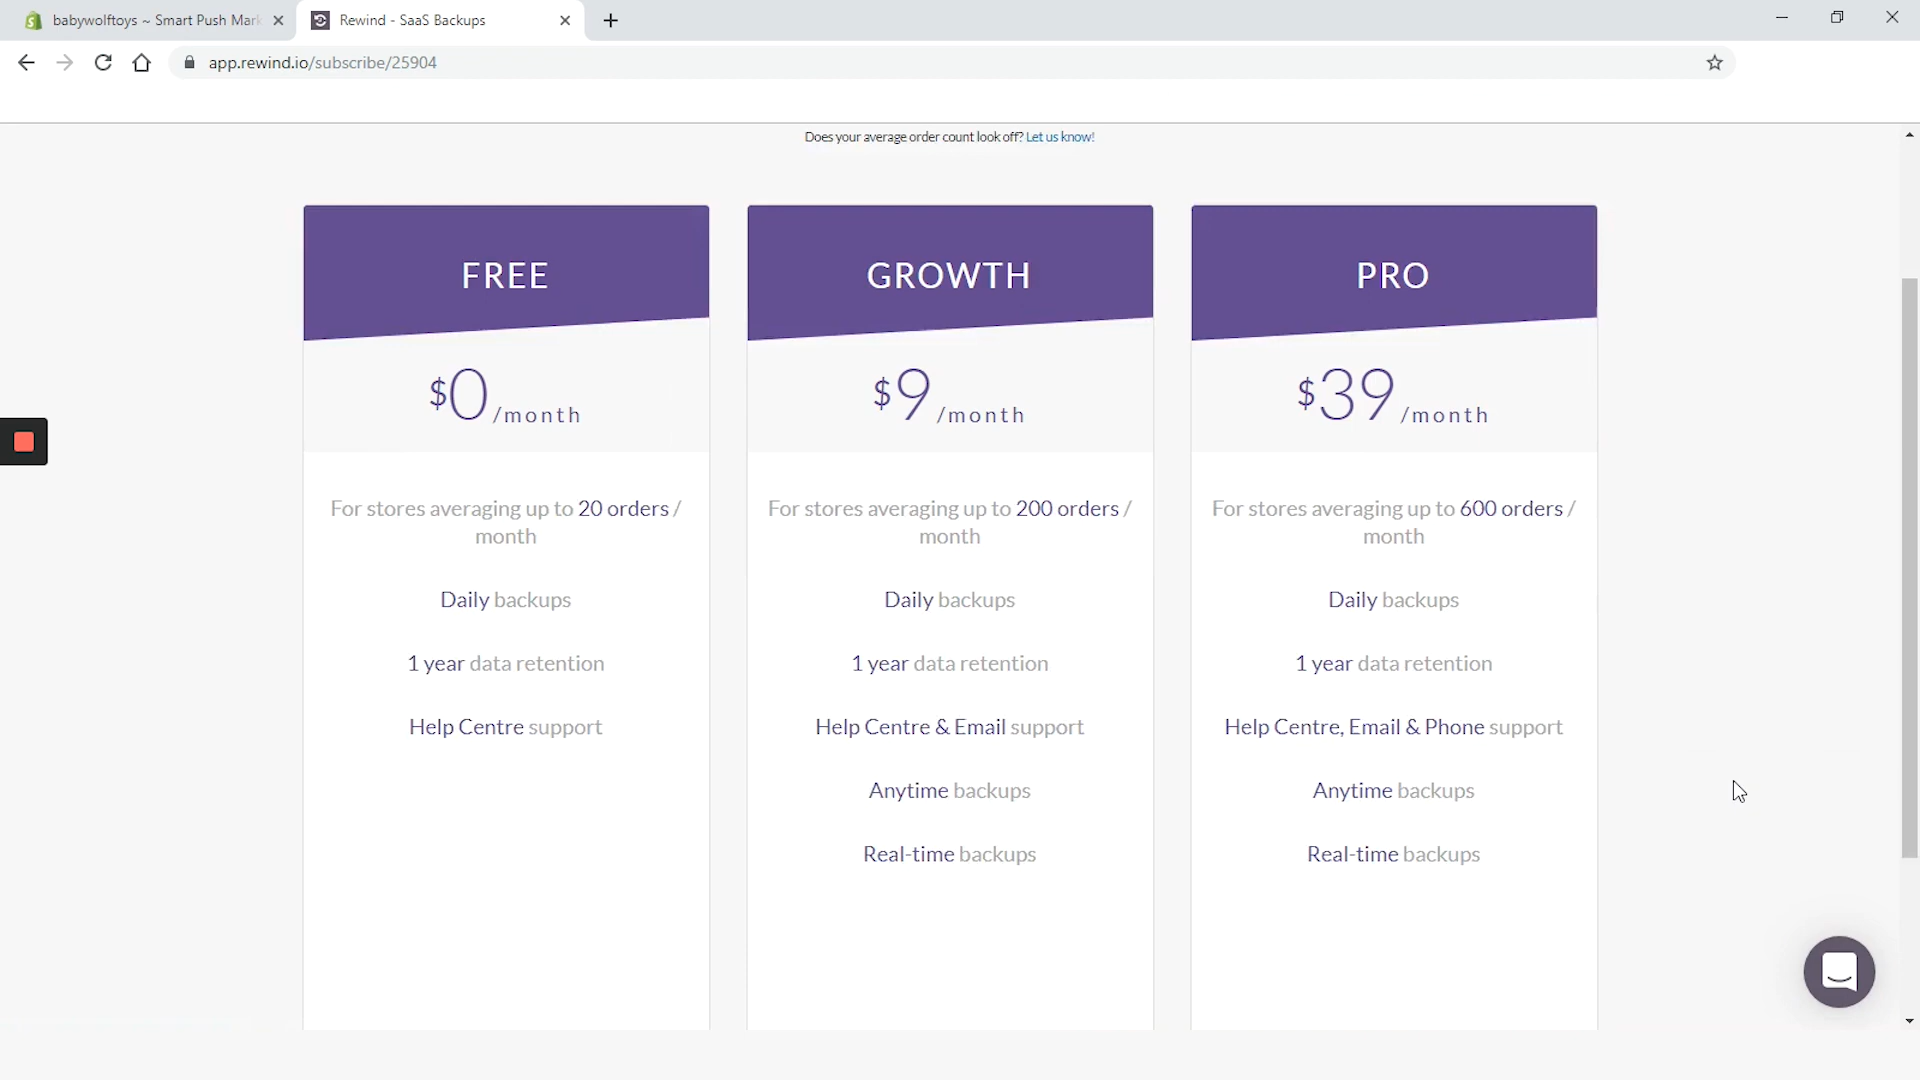 babywolftoys ~ Smart Push Mark
Rewind - SaaS Backups
app.rewind.io/subscribe/25904
Does your average order count look off? Let us know!
FREE
$0/month
For stores averaging up to 20 orders /
month
Daily backups
1 year data retention
Help Centre support
GROWTH
$9/month
For stores averaging up to 200 orders /
month
Daily backups
1 year data retention
Help Centre & Email support
Anytime backups
Real-time backups
PRO
$39/month
For stores averaging up to 600 orders /
month
Daily backups
1 year data retention
Help Centre, Email & Phone support
Anytime backups
Real-time backups